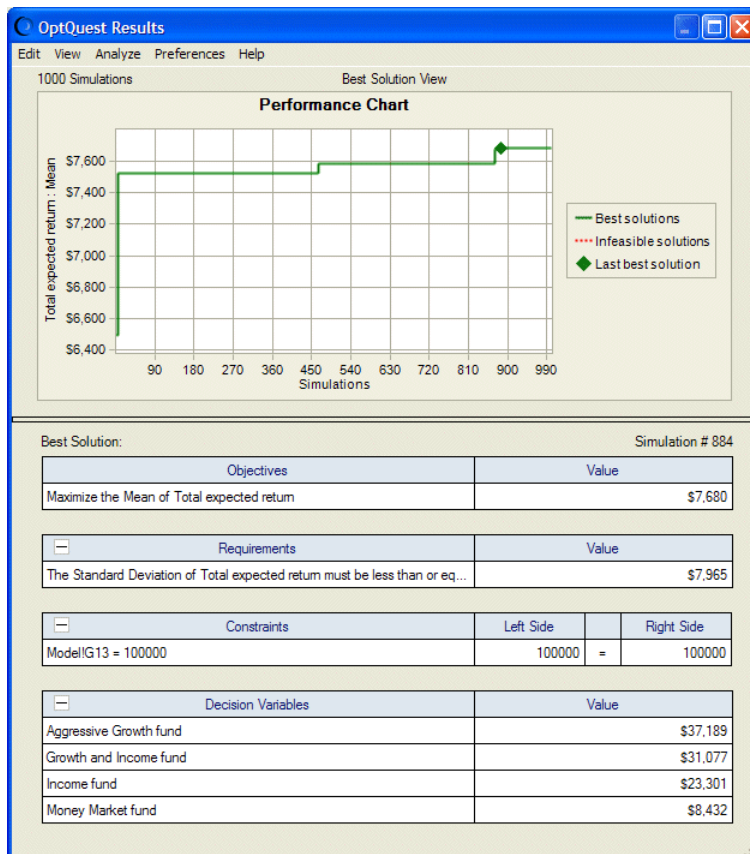 OptQuest Results
Edit View Analyze Preferences Help
1000 Simulations Best Solution View
Performance Chart
Total expected return : Mean
$7,600
$7,400
$7,200
$7,000
$6,800
$6,600
$6,400
90 180 270 360 450 540 630 720 810 900 990
Simulations
Best solutions
Infeasible solutions
Last best solution
Best Solution: Simulation # 884
Objectives Value
Maximize the Mean of Total expected return $7,680
Requirements Value
The Standard Deviation of Total expected return must be less than or eq... $7,965
Constraints Left Side Right Side
Model!G13 = 100000 100000 = 100000
Decision Variables Value
Aggressive Growth fund $37,189
Growth and Income fund $31,077
Income fund $23,301
Money Market fund $8,432